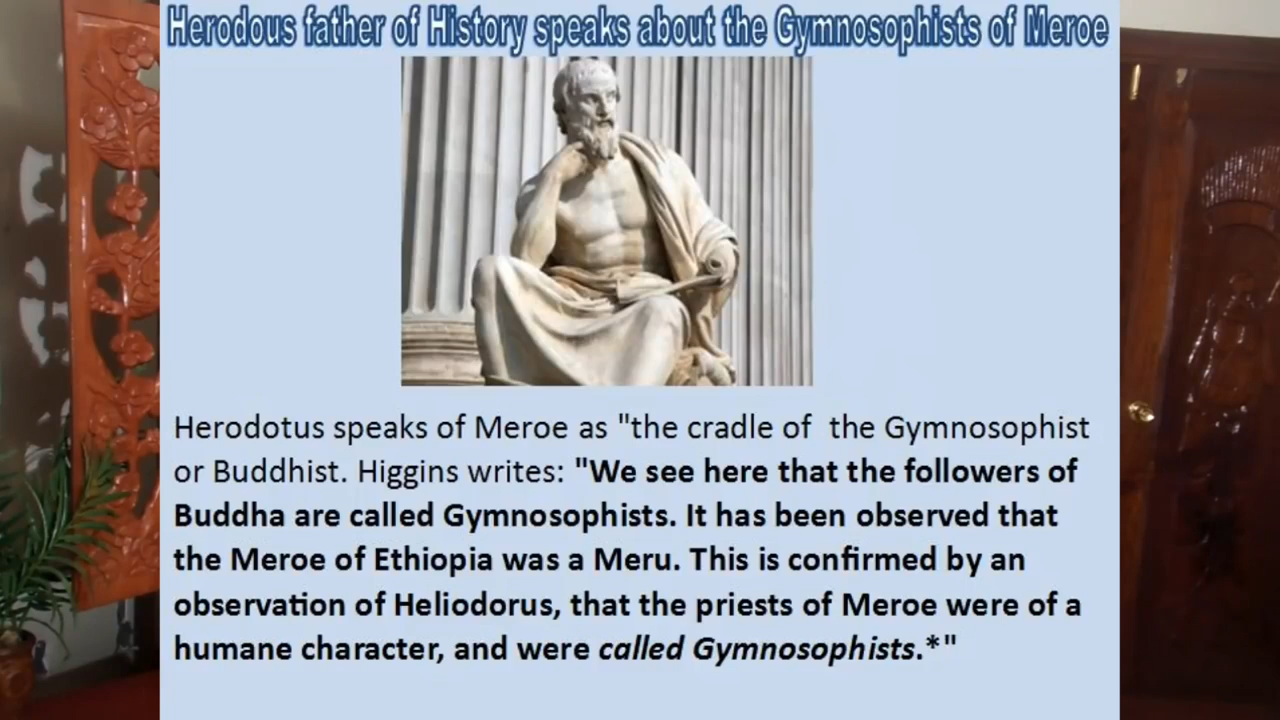 Herodous father of History speaks about the Gymnosophists of Meroe
Herodotus speaks of Meroe as "the cradle of  the Gymnosophist
or Buddhist. Higgins writes: "We see here that the followers of
Buddha are called Gymnosophists. It has been observed that
the Meroe of Ethiopia was a Meru. This is confirmed by an
observation of Heliodorus, that the priests of Meroe were of a
humane character, and were called Gymnosophists.*"